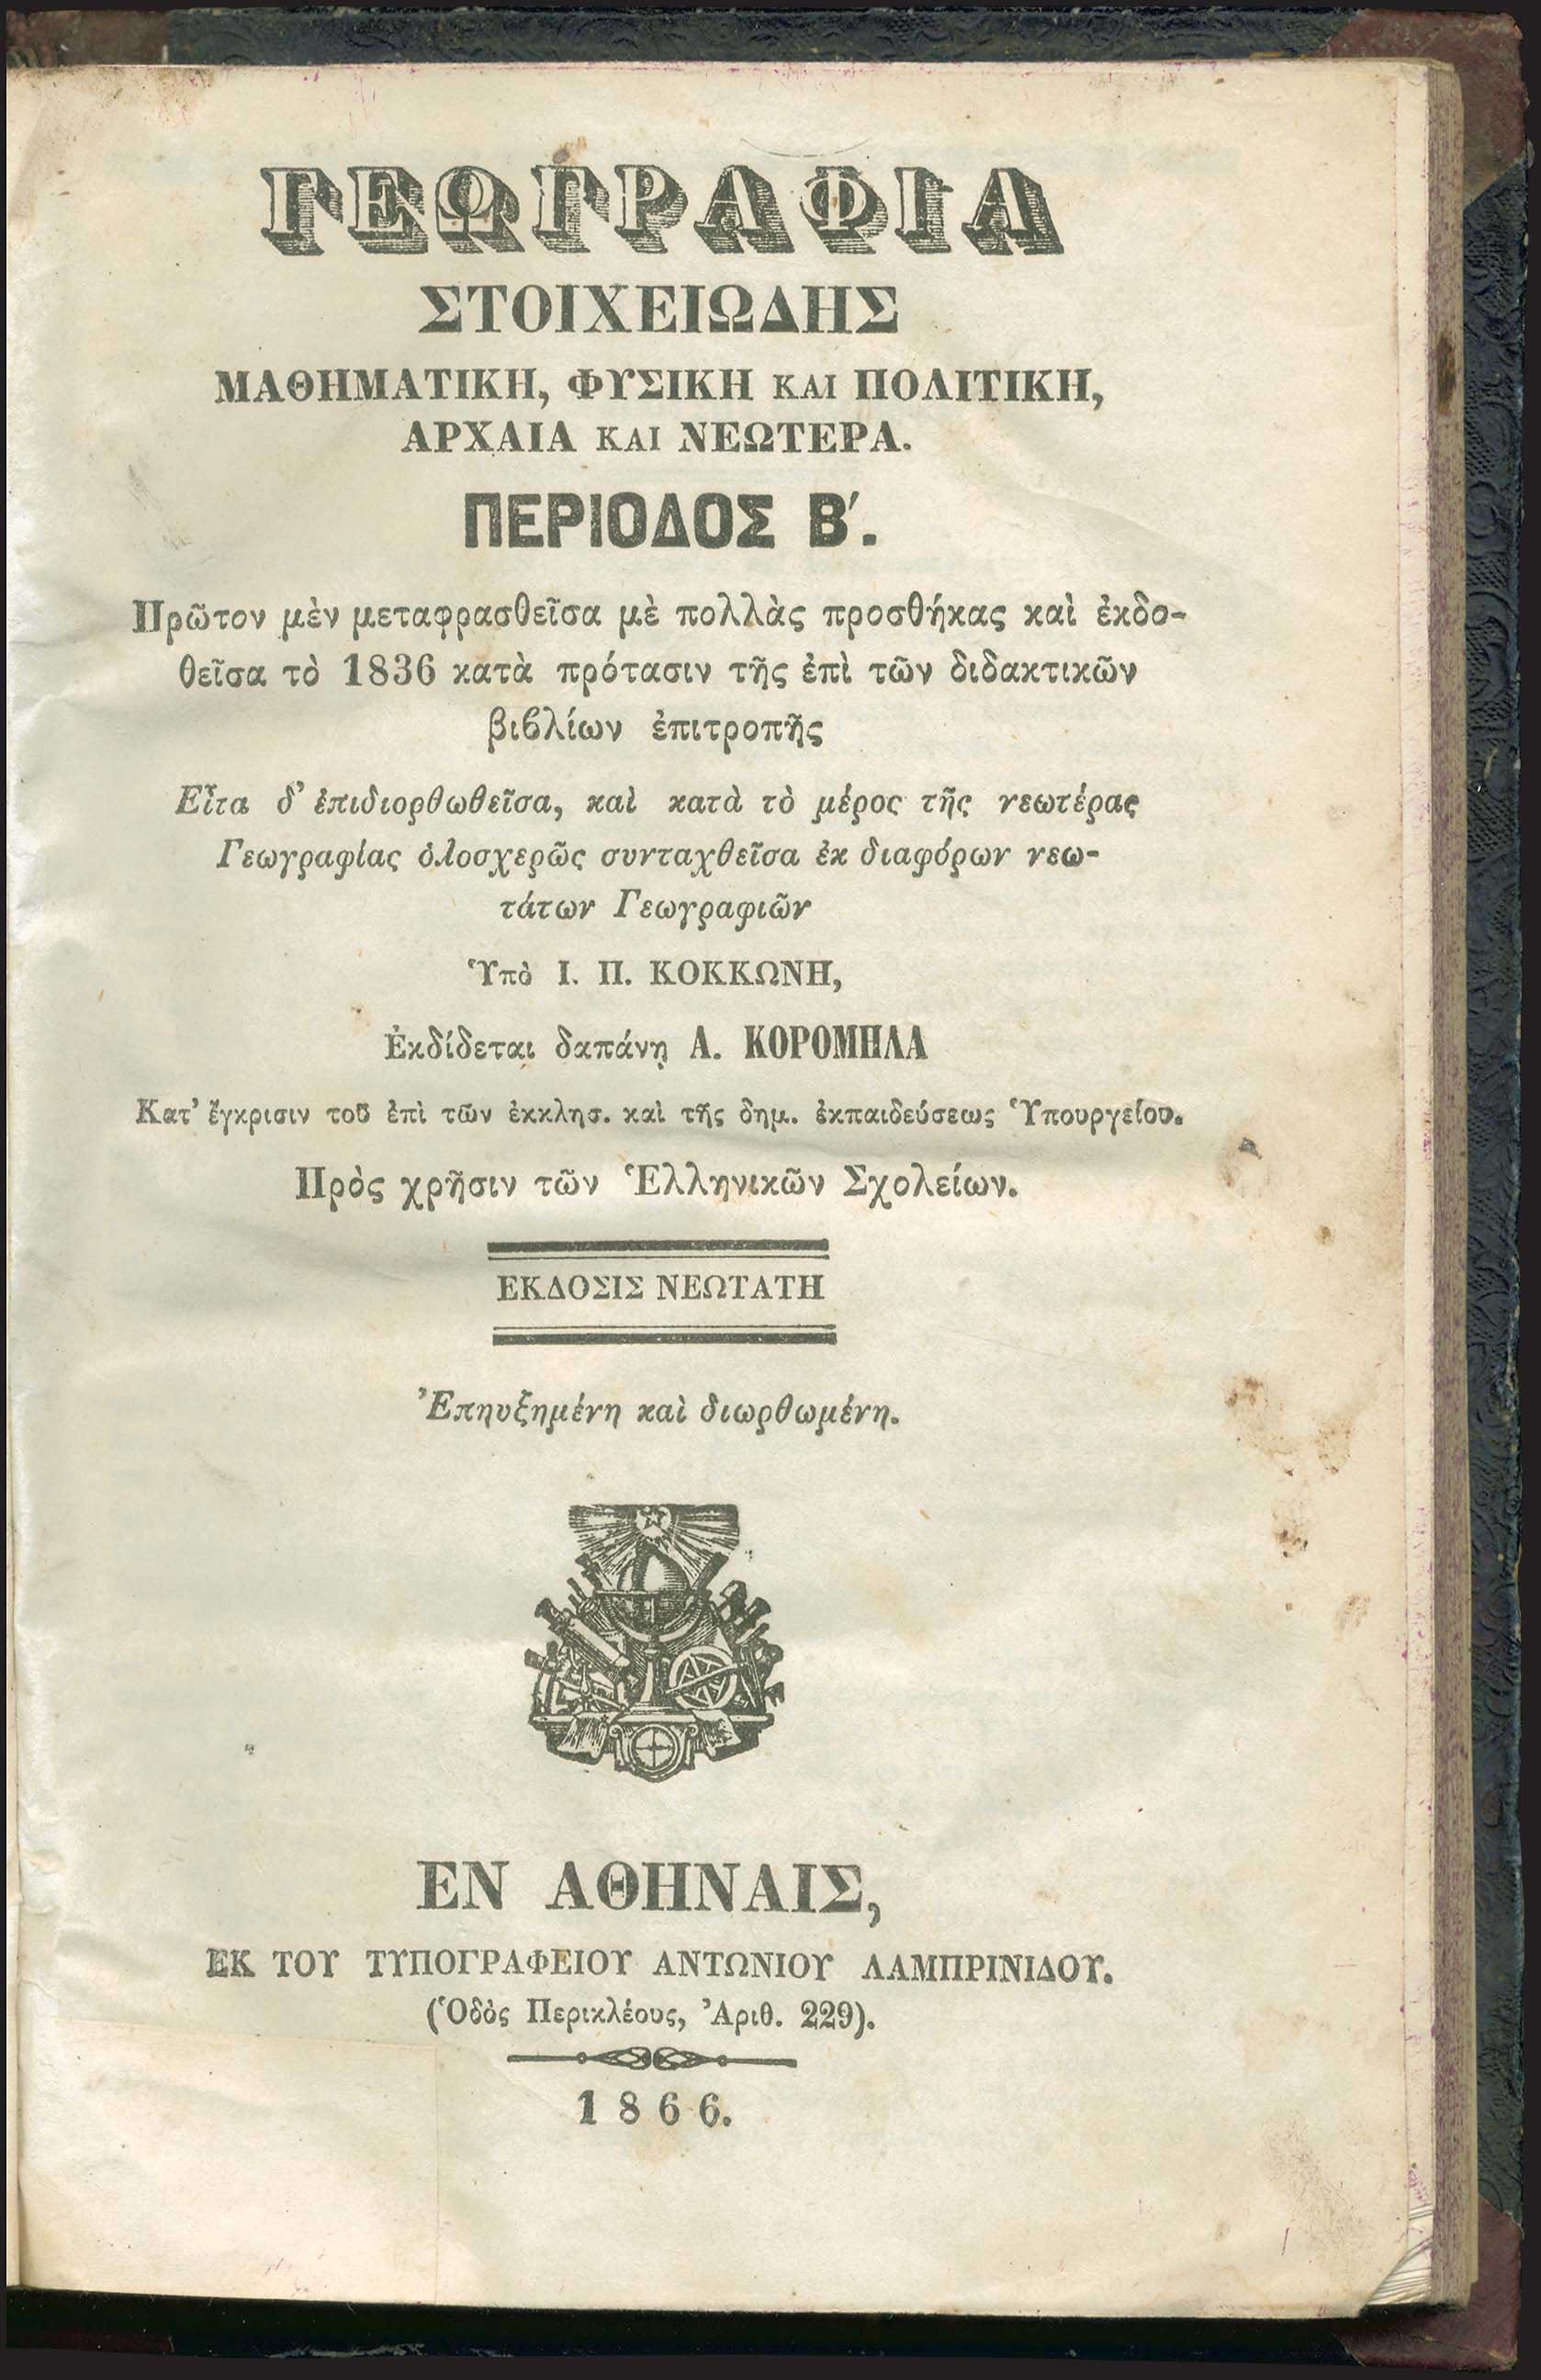 ΓΕΩΓΡΑΦΙΑ
ΣΤΟΙΧΕΙΩΔΗΣ
ΜΑΘΗΜΑΤΙΚΗ, ΦΥΣΙΚΗ ΚΑΙ ΠΟΛΙΤΙΚΗ,
ΑΡΧΑΙΑ ΚΑΙ ΝΕΩΤΕΡΑ.
ΠΕΡΙΟΔΟΣ Β΄.
Πρῶτον μὲν μεταφρασθεῖσα μὲ πολλὰς προσθήκας καὶ ἐκδο-
θεῖσα τὸ 1836 κατὰ πρότασιν τῆς ἐπὶ τῶν διδακτικῶν
βιϐλίων ἐπιτροπῆς
Εἶτα δ' ἐπιδιορθωθεῖσα, καὶ κατὰ τὸ μέρος τῆς νεωτέρας
Γεωγραφίας ὁλοσχερῶς συνταχθεῖσα ἐκ διαφόρων νεω-
τάτων Γεωγραφιῶν
Ὑπὸ Ι. Π. ΚΟΚΚΩΝΗ,
Ἐκδίδεται δαπάνῃ Α. ΚΟΡΟΜΗΛΑ
Κατ' ἔγκρισιν τοῦ ἐπὶ τῶν ἐκκλησ. καὶ τῆς δημ. ἐκπαιδεύσεως Ὑπουργείου.
Πρὸς χρῆσιν τῶν Ἑλληνικῶν Σχολείων.
ΕΚΔΟΣΙΣ ΝΕΩΤΑΤΗ
Ἐπηυξημένη καὶ διωρθωμένη.
ΕΝ ΑΘΗΝΑΙΣ,
ΕΚ ΤΟΥ ΤΥΠΟΓΡΑΦΕΙΟΥ ΑΝΤΩΝΙΟΥ ΛΑΜΠΡΙΝΙΔΟΥ.
(Ὁδὸς Περικλέους, Ἀριθ. 229).
1866.